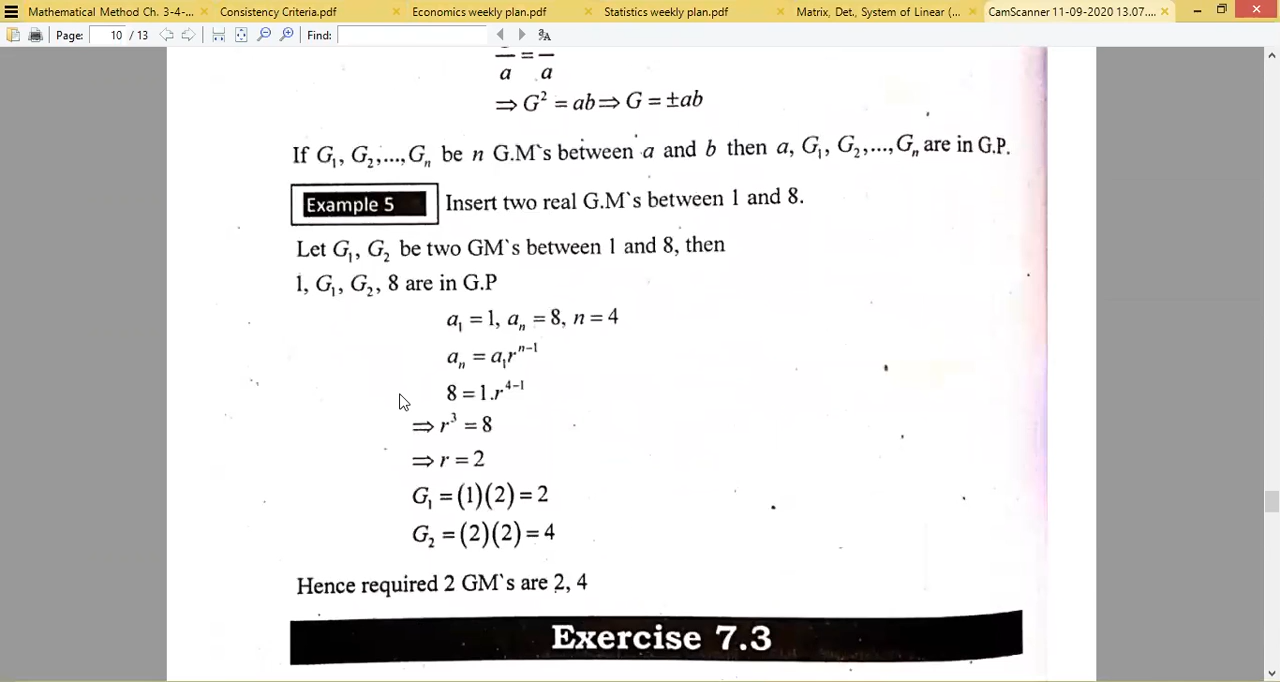 Mathematical Method Ch. 3-4-... Consistency Criteria.pdf Economics weekly plan.pdf Statistics weekly plan.pdf Matrix, Det., System of Linear (... CamScanner 11-09-2020 13.07....
Page: 10 / 13 Find:
a = a
⇒ G² = ab ⇒ G = ±ab
If G₁, G₂,..., Gₙ be n G.M`s between a and b then a, G₁, G₂,..., Gₙ are in G.P.
Example 5 Insert two real G.M`s between 1 and 8.
Let G₁, G₂ be two GM`s between 1 and 8, then
1, G₁, G₂, 8 are in G.P
a₁ = 1, aₙ = 8, n = 4
aₙ = a₁rⁿ⁻¹
8 = 1.r⁴⁻¹
⇒ r³ = 8
⇒ r = 2
G₁ = (1)(2) = 2
G₂ = (2)(2) = 4
Hence required 2 GM`s are 2, 4
Exercise 7.3